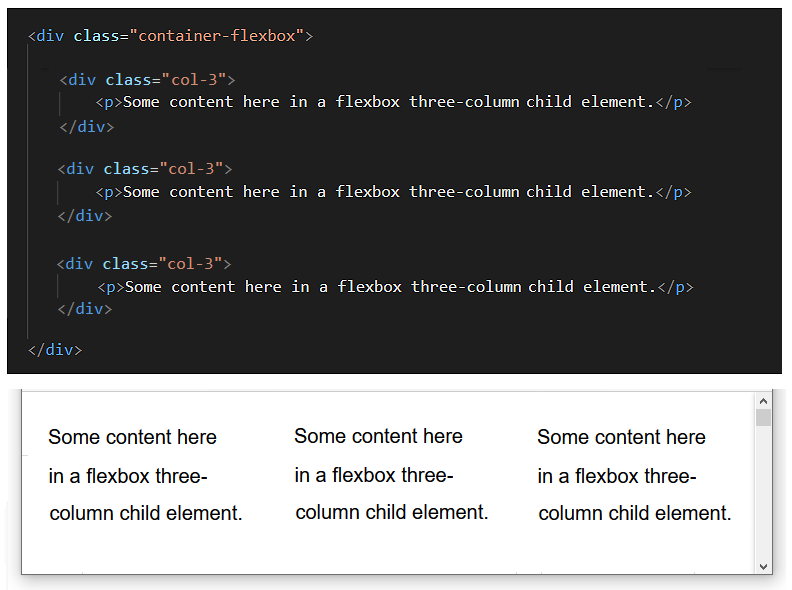 <div class="container-flexbox">
<div class="col-3">
<p>Some content here in a flexbox three-column child element.</p>
</div>
<div class="col-3">
<p>Some content here in a flexbox three-column child element.</p>
</div>
<div class="col-3">
<p>Some content here in a flexbox three-column child element.</p>
</div>
</div>
Some content here
in a flexbox three-
column child element.
Some content here
in a flexbox three-
column child element.
Some content here
in a flexbox three-
column child element.